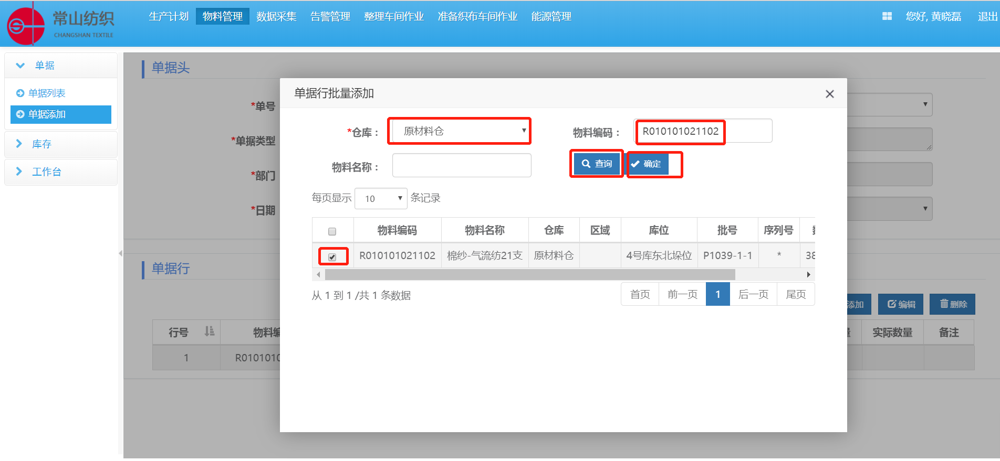 常山纺织
CHANGSHAN TEXTILE
生产计划 物料管理 数据采集 告警管理 整理车间作业 准备织布车间作业 能源管理
您好, 黄晓磊 退出
单据
单据列表
单据添加
库存
工作台
单据头
*单号
*单据类型
*部门
*日期
单据行批量添加
*仓库： 原材料仓 物料编码： R010101021102
物料名称： 查询 确定
每页显示 10 条记录
物料编码 物料名称 仓库 区域 库位 批号 序列号
R010101021102 棉纱-气流纺21支 原材料仓 4号库东北垛位 P1039-1-1 * 38
从 1 到 1 /共 1 条数据
首页 前一页 1 后一页 尾页
单据行
添加 编辑 删除
行号 物料编 实际数量 备注
1 R010101